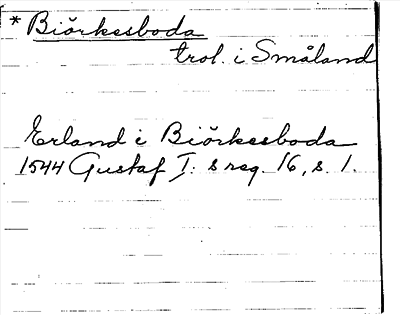 * Biörkesboda
trol. i Småland
Erland i Biörkesboda
1544 Gustaf I: s reg. 16, s. 1.